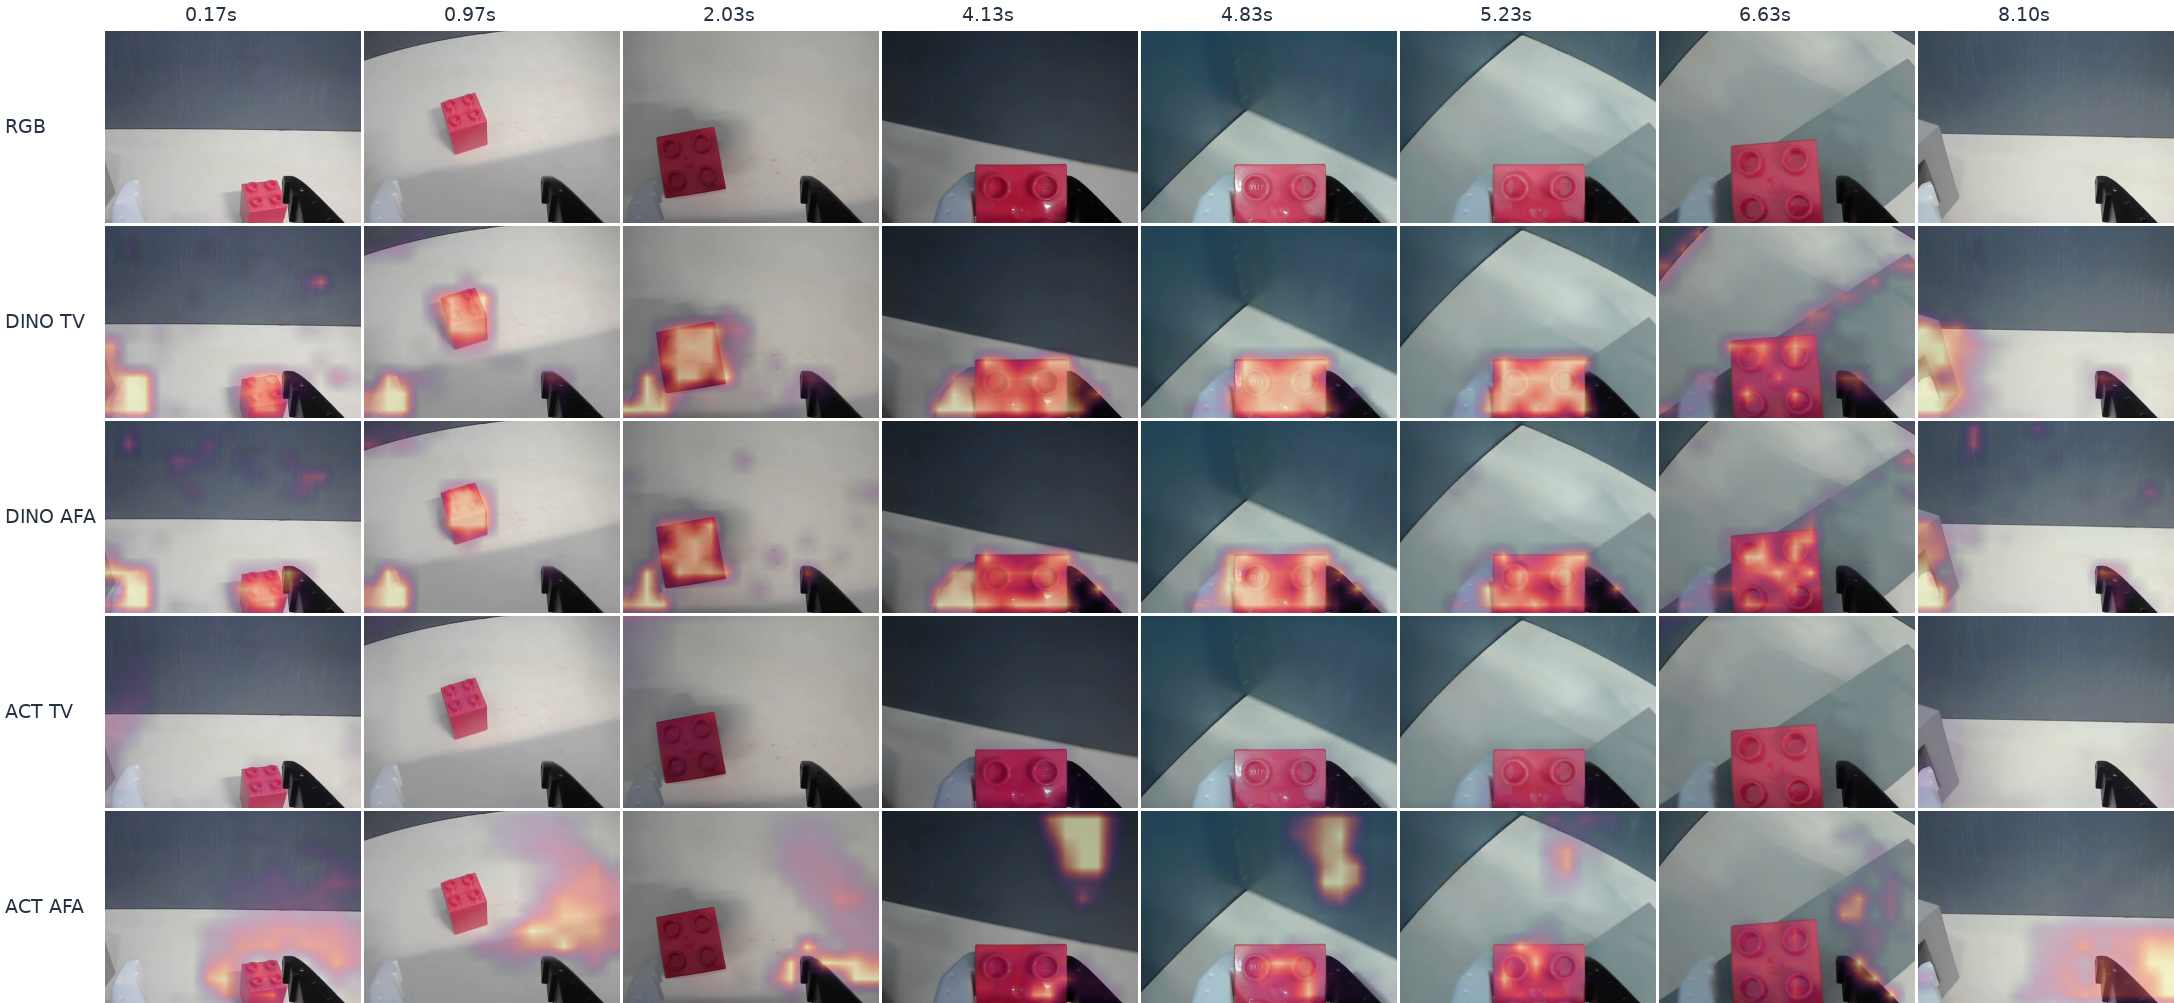 0.17s 0.97s 2.03s 4.13s 4.83s 5.23s 6.63s 8.10s
RGB
DINO TV
DINO AFA
ACT TV
ACT AFA